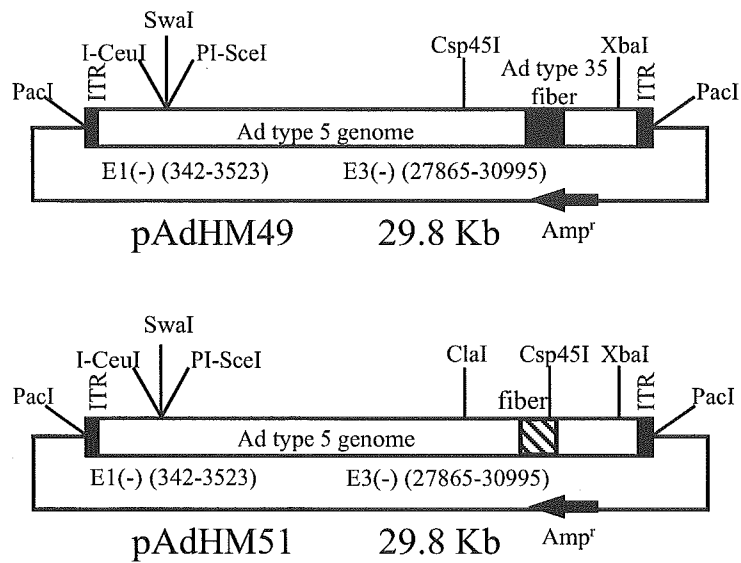 SwaI
I-CeuI
PI-SceI
Csp45I
XbaI
Ad type 35
fiber
PacI
ITR
ITR
PacI
Ad type 5 genome
E1(-) (342-3523)
E3(-) (27865-30995)
pAdHM49
29.8 Kb
Ampr
SwaI
I-CeuI
PI-SceI
ClaI
Csp45I
XbaI
fiber
PacI
ITR
ITR
PacI
Ad type 5 genome
E1(-) (342-3523)
E3(-) (27865-30995)
pAdHM51
29.8 Kb
Ampr